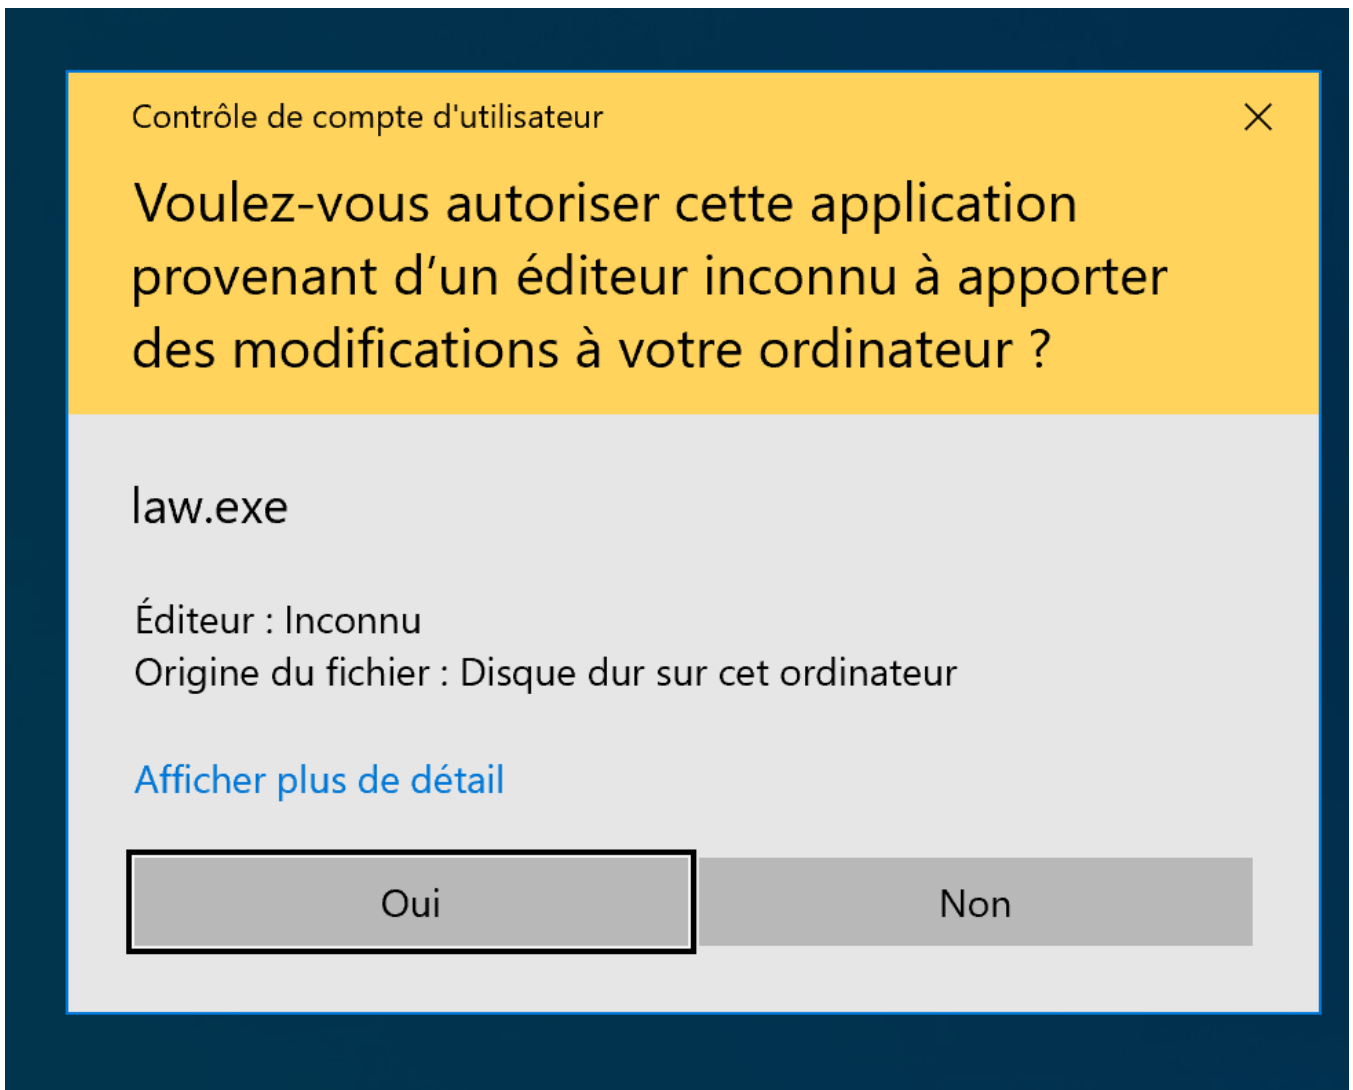 Contrôle de compte d'utilisateur
Voulez-vous autoriser cette application
provenant d’un éditeur inconnu à apporter
des modifications à votre ordinateur ?
law.exe
Éditeur : Inconnu
Origine du fichier : Disque dur sur cet ordinateur
Afficher plus de détail
Oui
Non